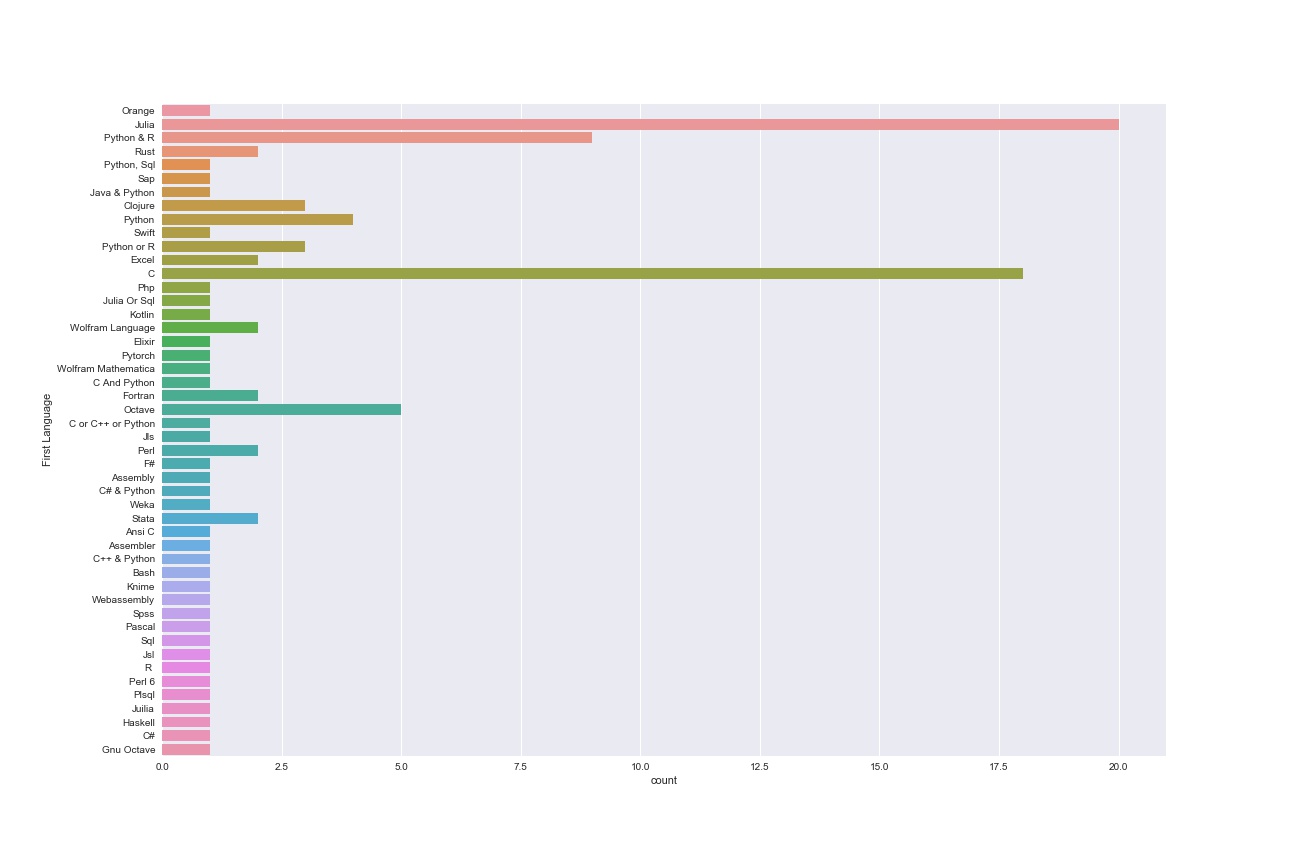 Orange
Julia
Python & R
Rust
Python, Sql
Sap
Java & Python
Clojure
Python
Swift
Python or R
Excel
C
Php
Julia Or Sql
Kotlin
Wolfram Language
Elixir
Pytorch
Wolfram Mathematica
C And Python
Fortran
Octave
C or C++ or Python
Jls
Perl
F#
Assembly
C# & Python
Weka
Stata
Ansi C
Assembler
C++ & Python
Bash
Knime
Webassembly
Spss
Pascal
Sql
Jsl
R
Perl 6
Plsql
Juilia
Haskell
C#
Gnu Octave
First Language
0.0 2.5 5.0 7.5 10.0 12.5 15.0 17.5 20.0
count